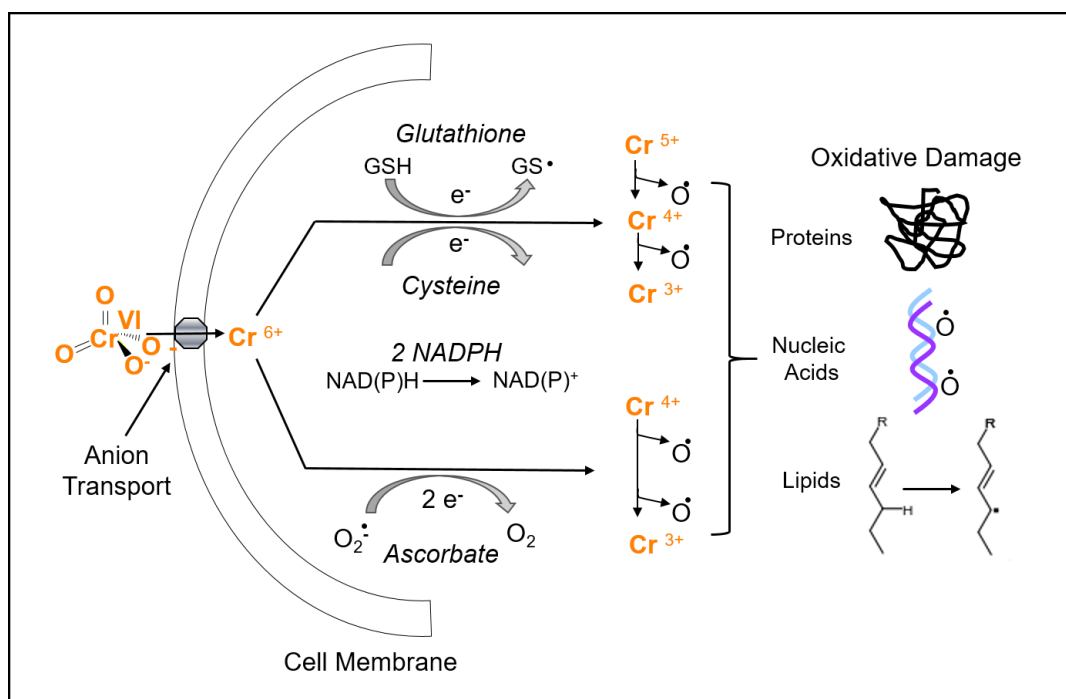 Glutathione
GSH
GS•
e-
e-
Cysteine
O
VI
Cr
O
O-
O-
Anion
Transport
Cr 6+
2 NADPH
NAD(P)H
NAD(P)+
2 e-
O2•-
O2
Ascorbate
Cell Membrane
Cr 5+
O•
Cr 4+
O•
Cr 3+
Cr 4+
O•
O•
Cr 3+
Oxidative Damage
Proteins
Nucleic
Acids
O•
O•
Lipids
R
H
R